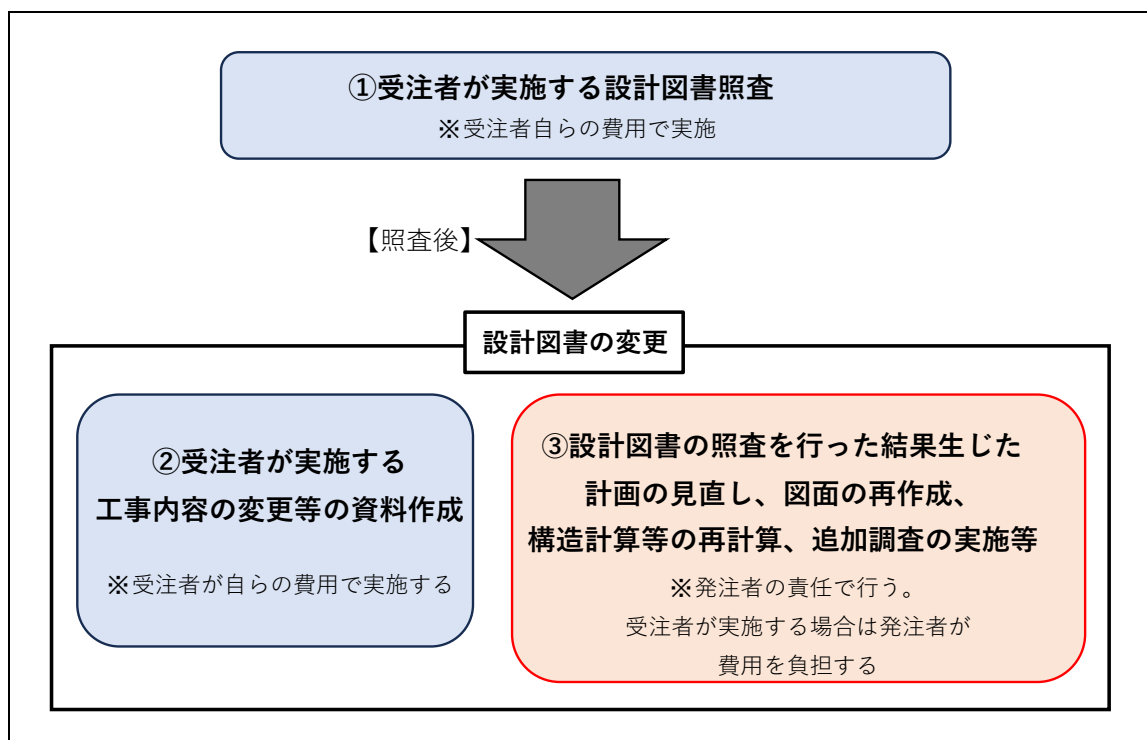 ①受注者が実施する設計図書照査
※受注者自らの費用で実施
【照査後】
設計図書の変更
②受注者が実施する
工事内容の変更等の資料作成
※受注者が自らの費用で実施する
③設計図書の照査を行った結果生じた
計画の見直し、図面の再作成、
構造計算等の再計算、追加調査の実施等
※発注者の責任で行う。
受注者が実施する場合は発注者が
費用を負担する